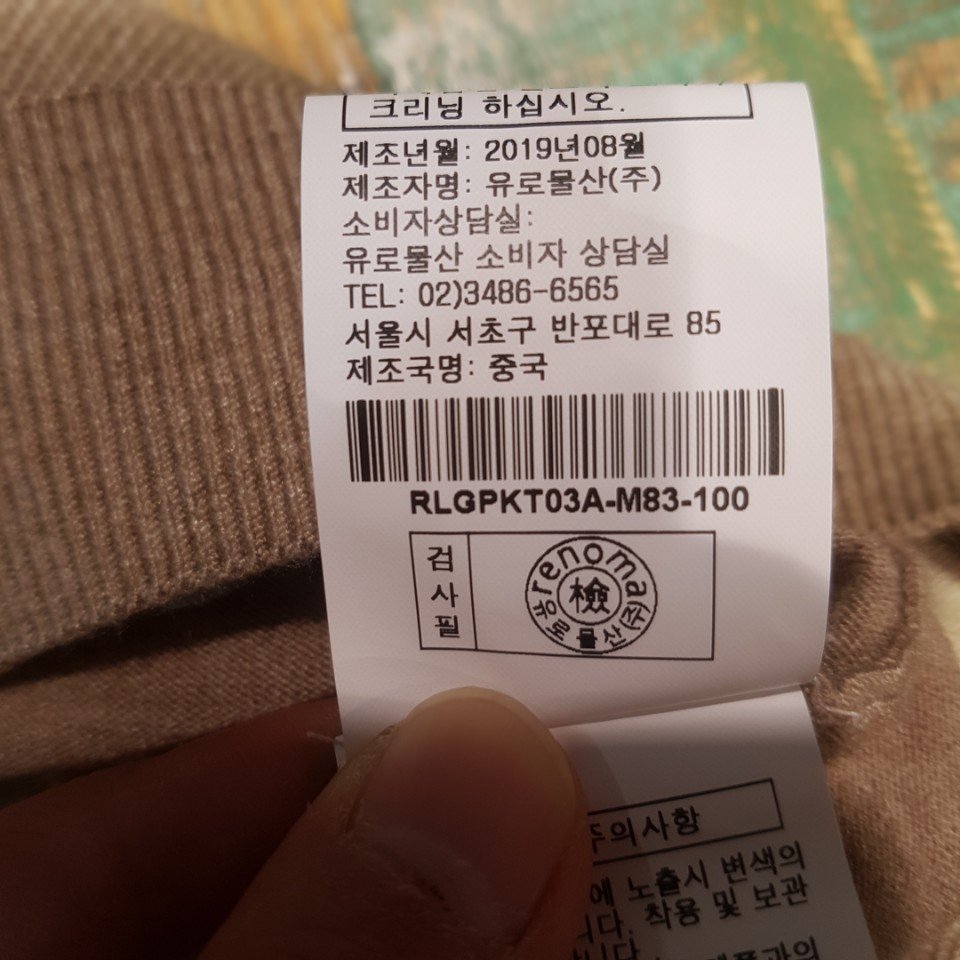 크리닝 하십시오.
제조년월: 2019년08월
제조자명: 유로물산(주)
소비자상담실:
유로물산 소비자 상담실
TEL: 02)3486-6565
서울시 서초구 반포대로 85
제조국명: 중국
RLGPKT03A-M83-100
검사필
renoma
檢
유로물산(주)
주의사항
에 노출시 변색의
니다. 착용 및 보관
니다.